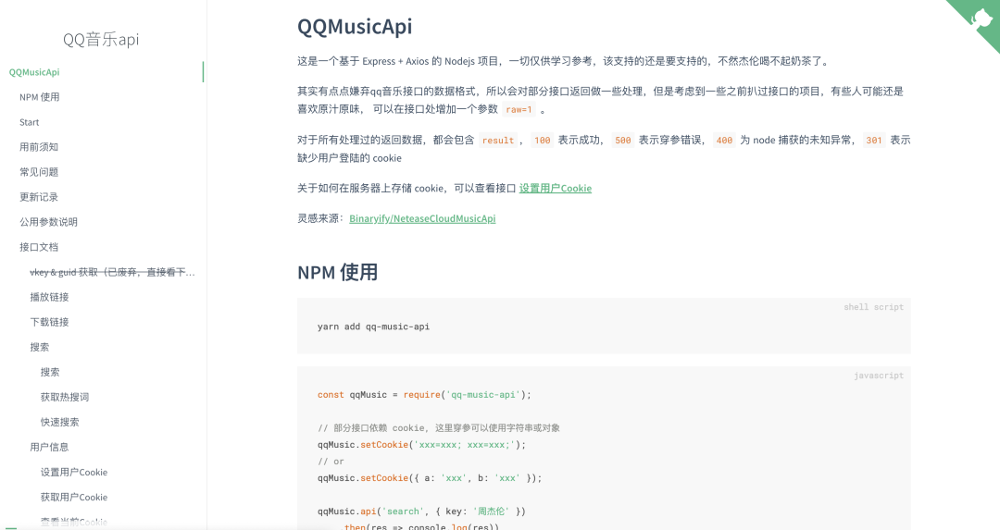 QQ音乐api
QQMusicApi
NPM 使用
Start
用前须知
常见问题
更新记录
公用参数说明
接口文档
vkey & guid 获取（已废弃，直接看下…
播放链接
下载链接
搜索
搜索
获取热搜词
快速搜索
用户信息
设置用户Cookie
获取用户Cookie
查看当前Cookie
QQMusicApi
这是一个基于 Express + Axios 的 Nodejs 项目，一切仅供学习参考，该支持的还是要支持的，不然杰伦喝不起奶茶了。
其实有点点嫌弃qq音乐接口的数据格式，所以会对部分接口返回做一些处理，但是考虑到一些之前扒过接口的项目，有些人可能还是
喜欢原汁原味， 可以在接口处增加一个参数 raw=1 。
对于所有处理过的返回数据，都会包含 result ， 100 表示成功， 500 表示穿参错误， 400 为 node 捕获的未知异常， 301 表示
缺少用户登陆的 cookie
关于如何在服务器上存储 cookie，可以查看接口 设置用户Cookie
灵感来源：Binaryify/NeteaseCloudMusicApi
NPM 使用
shell script
yarn add qq-music-api
javascript
const qqMusic = require('qq-music-api');
// 部分接口依赖 cookie, 这里穿参可以使用字符串或对象
qqMusic.setCookie('xxx=xxx; xxx=xxx;');
// or
qqMusic.setCookie({ a: 'xxx', b: 'xxx' });
qqMusic.api('search', { key: '周杰伦' })
.then(res => console.log(res))